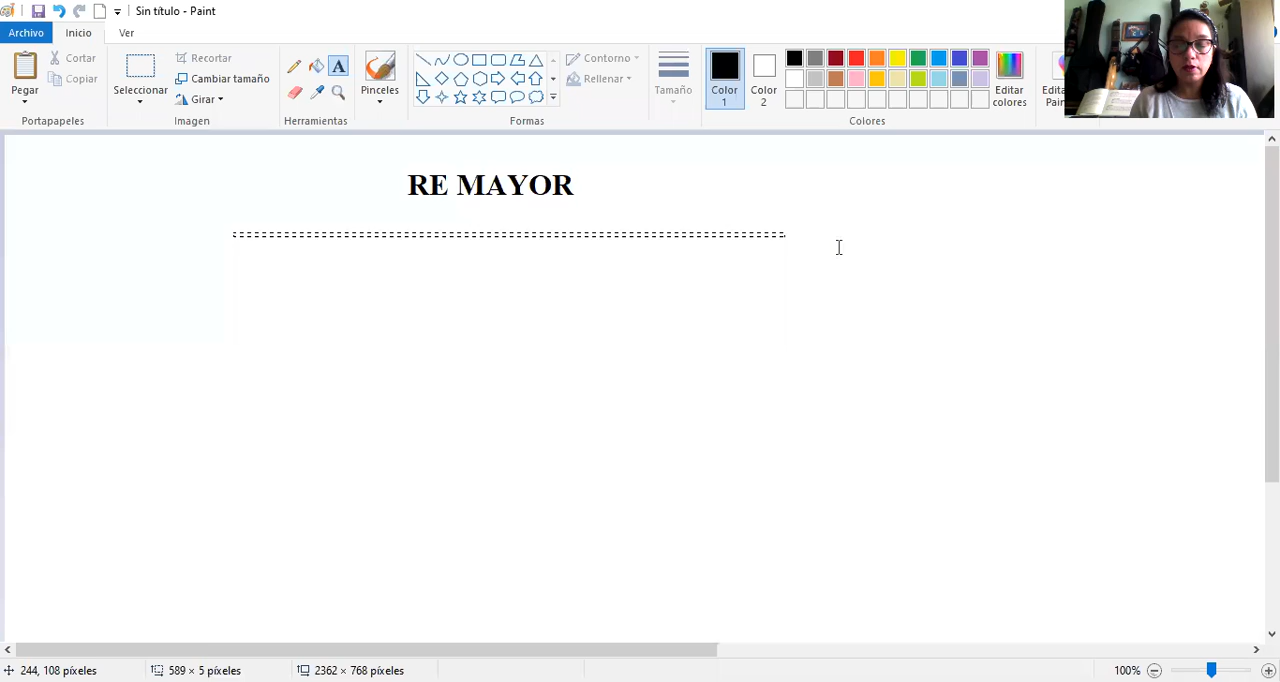 Sin título - Paint
Archivo Inicio Ver
Pegar
Cortar
Copiar
Portapapeles
Seleccionar
Recortar
Cambiar tamaño
Girar
Imagen
A
Herramientas
Pinceles
Contorno
Rellenar
Formas
Tamaño
Color 1
Color 2
Editar colores
Colores
Edita
Pain
RE MAYOR
244, 108 píxeles 589 × 5 píxeles 2362 × 768 píxeles 100%